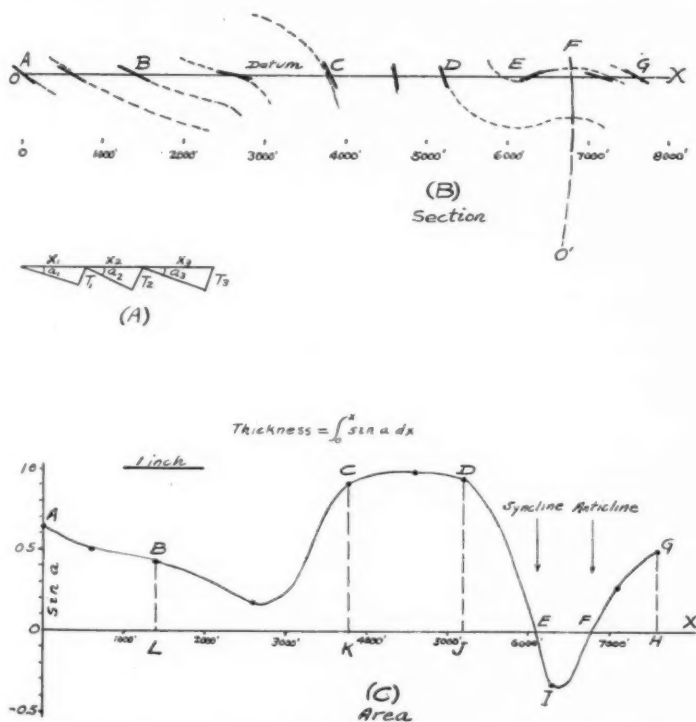 A B Datum C D E F G
O X
0 1000' 2000' 3000' 4000' 5000' 6000' 7000' 8000'
(B)
Section
O'
x₁ x₂ x₃
a₁ T₁ a₂ T₂ a₃ T₃
(A)
Thickness = ∫₀ˣ sin a dx
1 inch
1.0 C D
Syncline Anticline
A
0.5 B G
sin a
0 E F X
1000' 2000' 3000' 4000' 5000' 6000' 7000'
L K J H
I
-0.5
(C)
Area